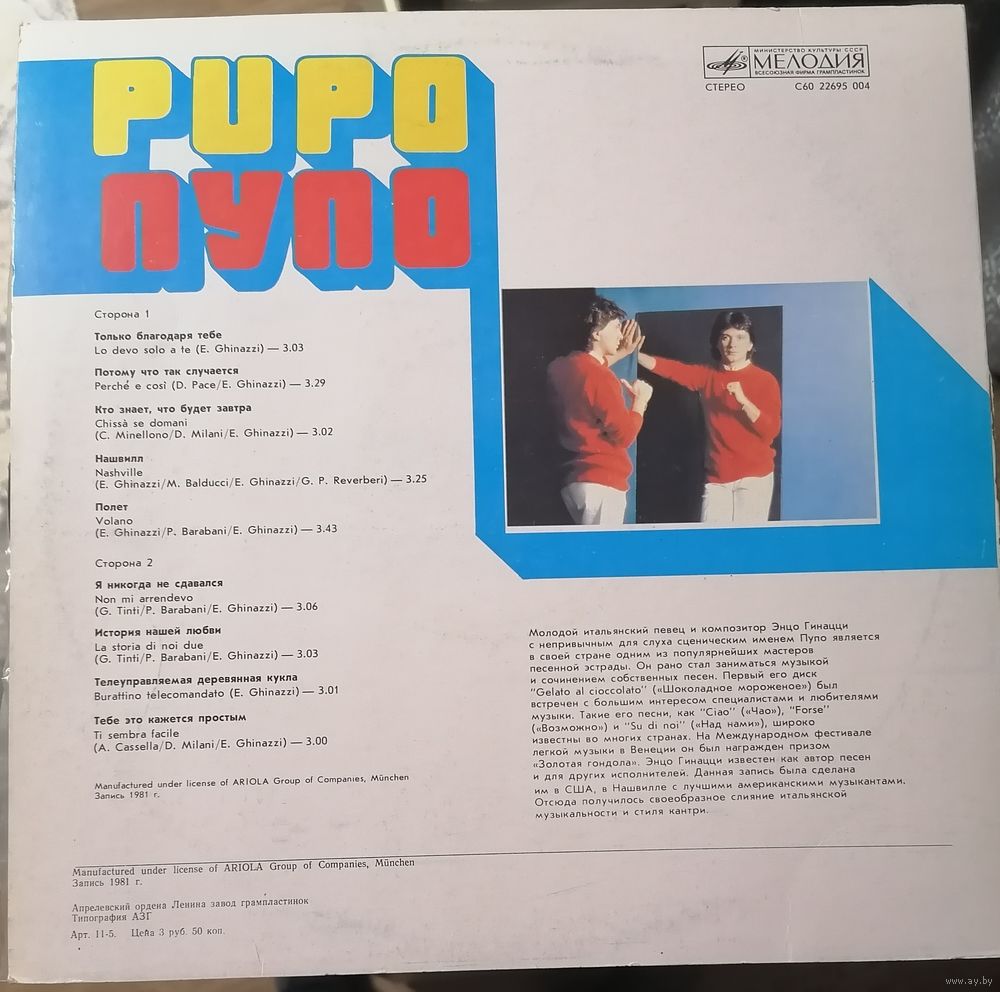 PUPO
ПУПО
МИНИСТЕРСТВО КУЛЬТУРЫ СССР
МЕЛОДИЯ
ВСЕСОЮЗНАЯ ФИРМА ГРАМПЛАСТИНОК
СТЕРЕО С60 22695 004
Сторона 1
Только благодаря тебе
Lo devo solo a te (E. Ghinazzi) — 3.03
Потому что так случается
Perché e così (D. Pace/E. Ghinazzi) — 3.29
Кто знает, что будет завтра
Chissà se domani
(C. Minellono/D. Milani/E. Ghinazzi) — 3.02
Нашвилл
Nashville
(E. Ghinazzi/M. Balducci/E. Ghinazzi/G. P. Reverberi) — 3.25
Полет
Volano
(E. Ghinazzi/P. Barabani/E. Ghinazzi) — 3.43
Сторона 2
Я никогда не сдавался
Non mi arrendevo
(G. Tinti/P. Barabani/E. Ghinazzi) — 3.06
История нашей любви
La storia di noi due
(G. Tinti/P. Barabani/E. Ghinazzi) — 3.03
Телеуправляемая деревянная кукла
Burattino telecomandato (E. Ghinazzi) — 3.01
Тебе это кажется простым
Ti sembra facile
(A. Cassella/D. Milani/E. Ghinazzi) — 3.00
Manufactured under license of ARIOLA Group of Companies, München
Запись 1981 г.
Молодой итальянский певец и композитор Энцо Гинацци
с непривычным для слуха сценическим именем Пупо является
в своей стране одним из популярнейших мастеров
песенной эстрады. Он рано стал заниматься музыкой
и сочинением собственных песен. Первый его диск
"Gelato al cioccolato" («Шоколадное мороженое») был
встречен с большим интересом специалистами и любителями
музыки. Такие его песни, как "Ciao" («Чао»), "Forse"
(«Возможно») и "Su di noi" («Над нами»), широко
известны во многих странах. На Международном фестивале
легкой музыки в Венеции он был награжден призом
«Золотая гондола». Энцо Гинацци известен как автор песен
и для других исполнителей. Данная запись была сделана
им в США, в Нашвилле с лучшими американскими музыкантами.
Отсюда получилось своеобразное слияние итальянской
музыкальности и стиля кантри.
Manufactured under license of ARIOLA Group of Companies, München
Запись 1981 г.
Апрелевский ордена Ленина завод грампластинок
Типография АЗГ
Арт. 11-5. Цена 3 руб. 50 коп.
www.ay.by